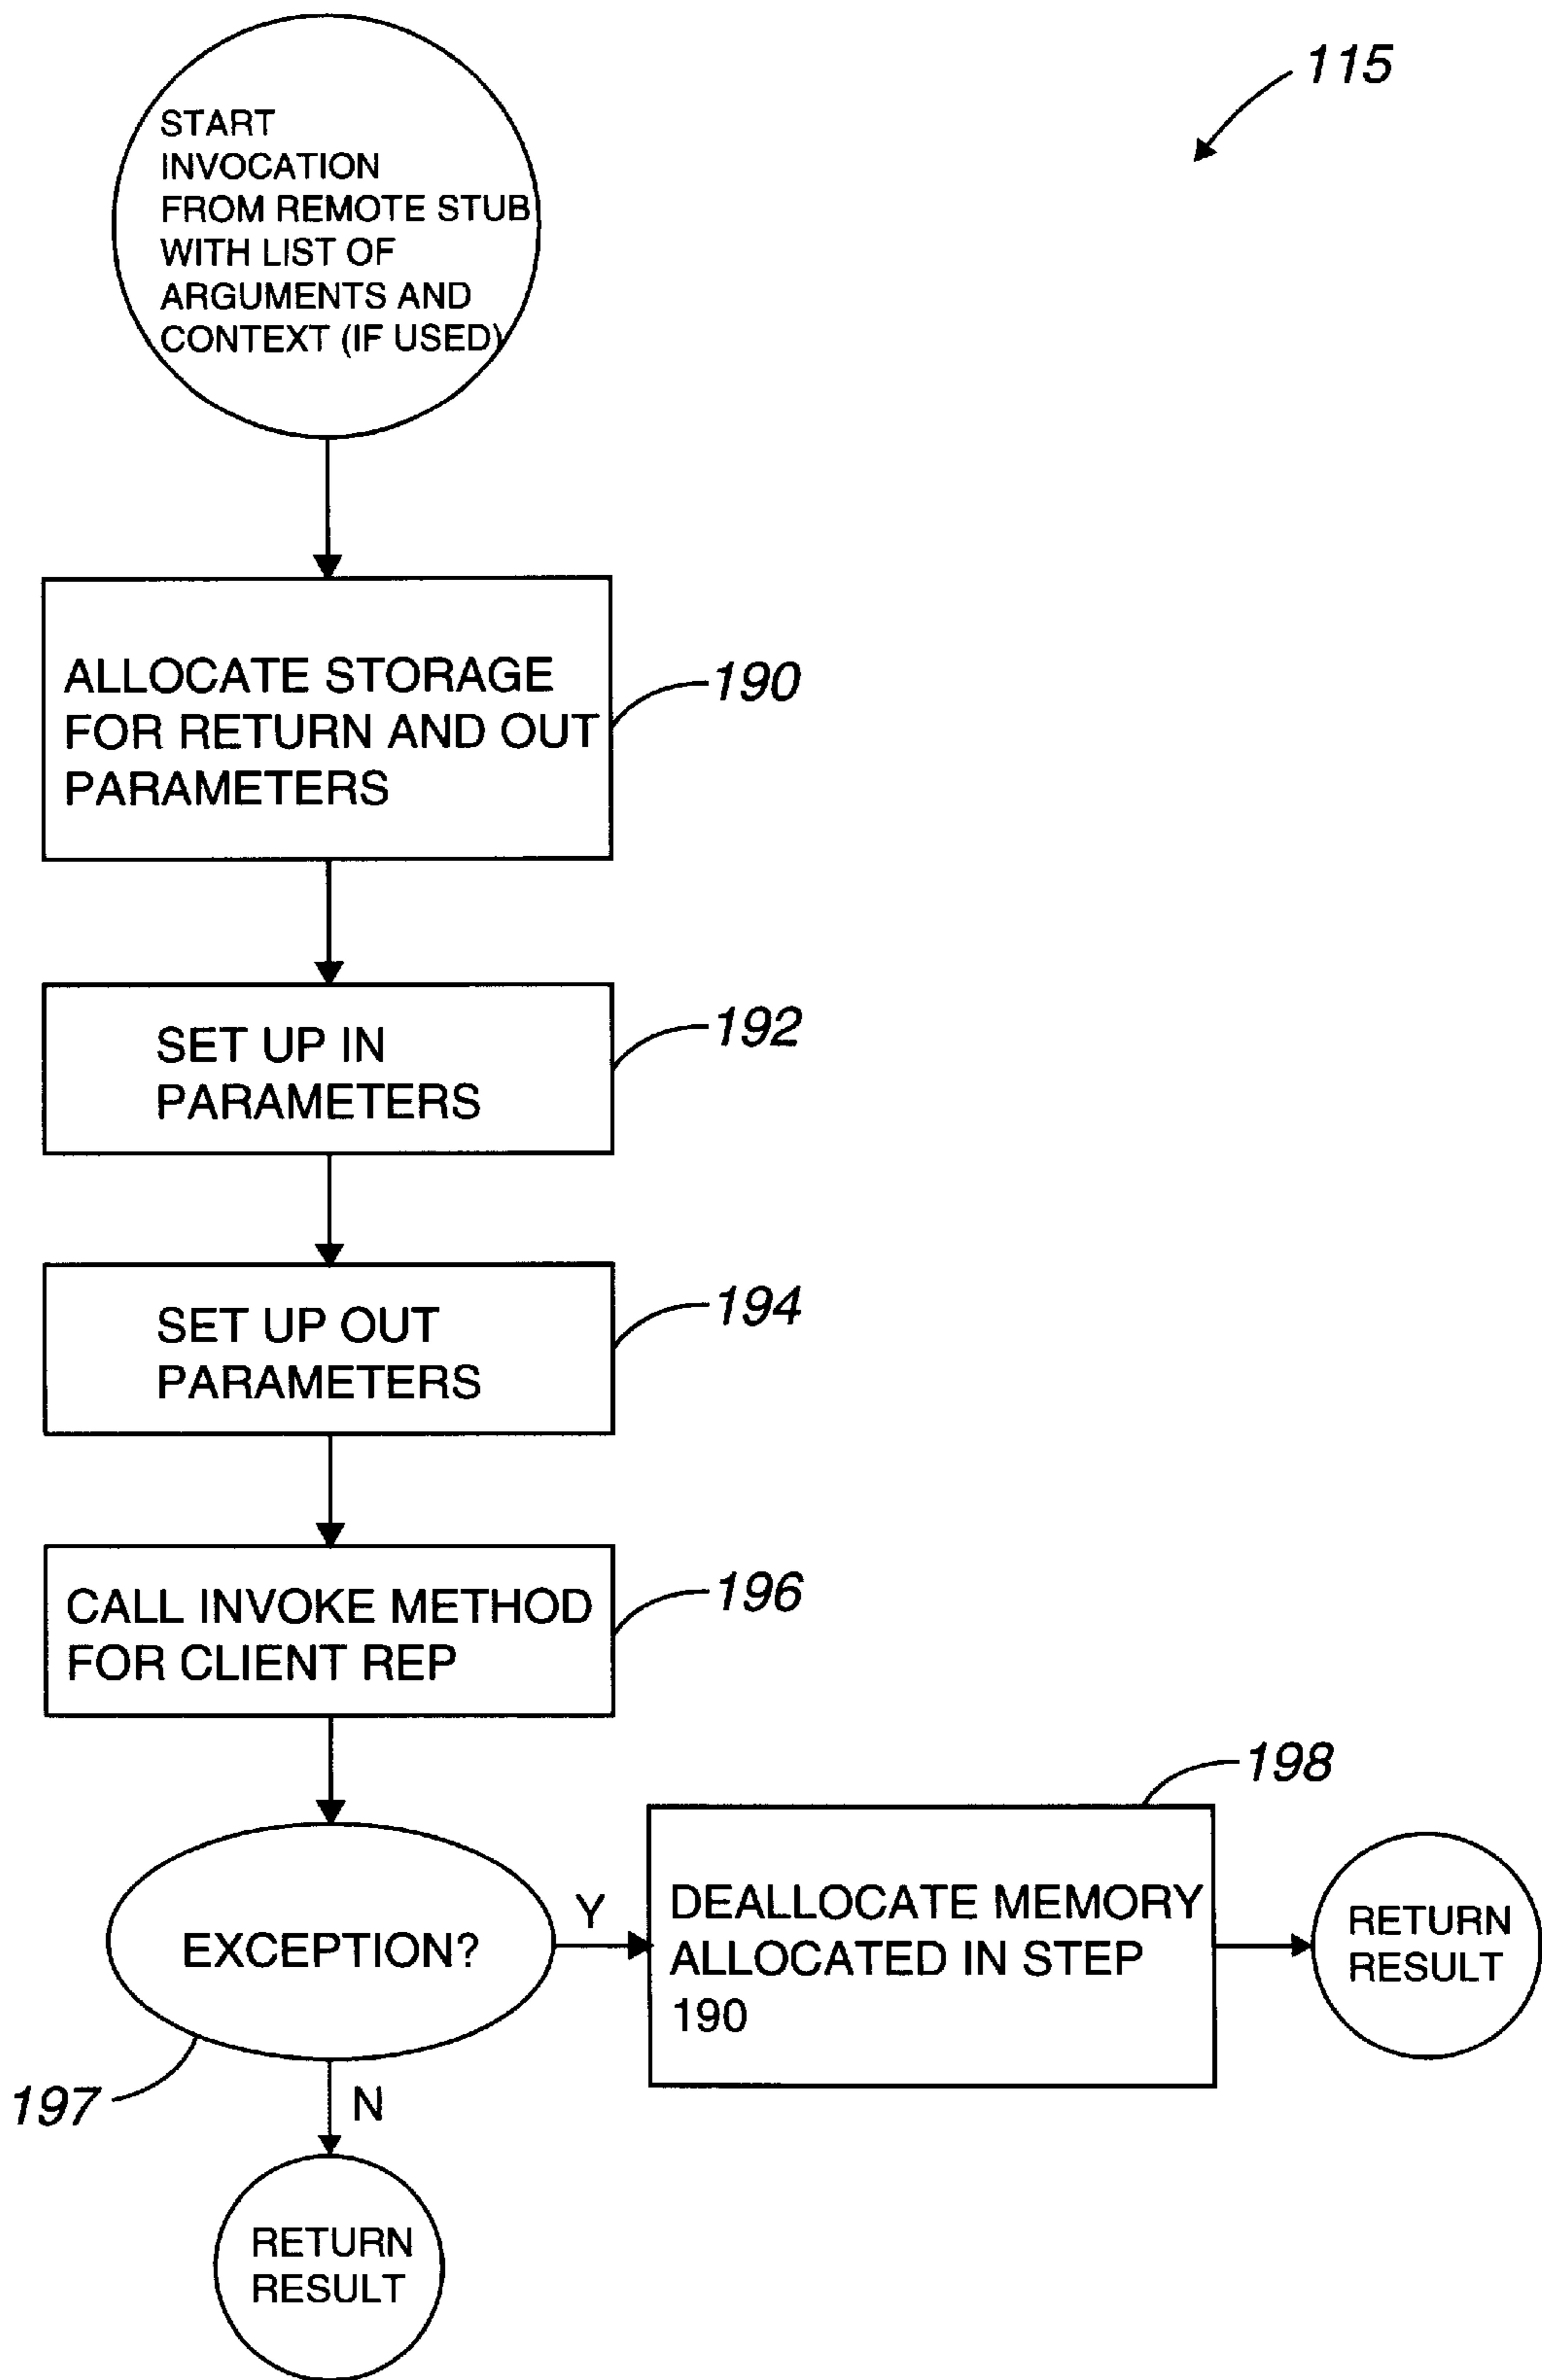 115
START
INVOCATION
FROM REMOTE STUB
WITH LIST OF
ARGUMENTS AND
CONTEXT (IF USED)
ALLOCATE STORAGE
FOR RETURN AND OUT
PARAMETERS
190
SET UP IN
PARAMETERS
192
SET UP OUT
PARAMETERS
194
CALL INVOKE METHOD
FOR CLIENT REP
196
EXCEPTION?
197
Y
198
DEALLOCATE MEMORY
ALLOCATED IN STEP
190
RETURN
RESULT
N
RETURN
RESULT